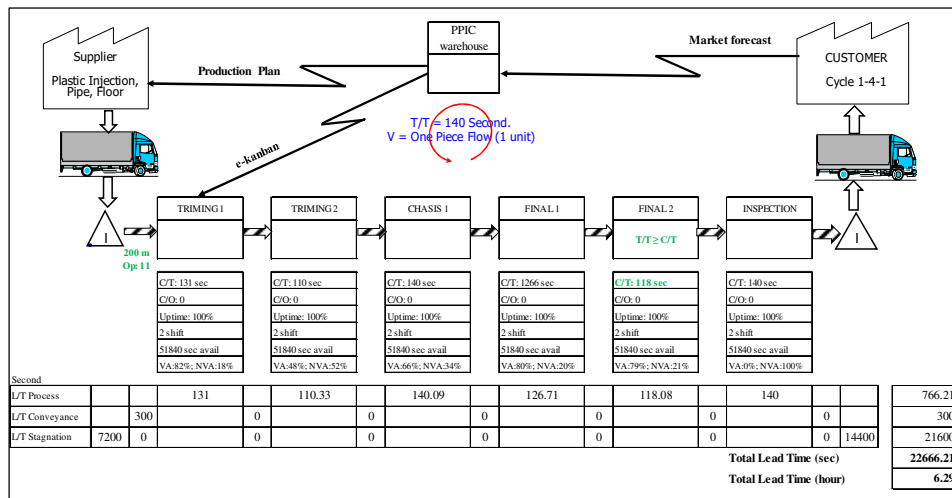 PPIC
warehouse
Supplier
Plastic Injection,
Pipe, Floor
Production Plan
Market forecast
CUSTOMER
Cycle 1-4-1
T/T = 140 Second.
V = One Piece Flow (1 unit)
e-kanban
I
200 m
Op: 11
TRIMING 1
TRIMING 2
CHASIS 1
FINAL 1
FINAL 2
T/T ≥ C/T
INSPECTION
I
C/T: 131 sec
C/O: 0
Uptime: 100%
2 shift
51840 sec avail
VA:82%; NVA:18%
C/T: 110 sec
C/O: 0
Uptime: 100%
2 shift
51840 sec avail
VA:48%; NVA:52%
C/T: 140 sec
C/O: 0
Uptime: 100%
2 shift
51840 sec avail
VA:66%; NVA:34%
C/T: 1266 sec
C/O: 0
Uptime: 100%
2 shift
51840 sec avail
VA:80%; NVA:20%
C/T: 118 sec
C/O: 0
Uptime: 100%
2 shift
51840 sec avail
VA:79%; NVA:21%
C/T: 140 sec
C/O: 0
Uptime: 100%
2 shift
51840 sec avail
VA:0%; NVA:100%
Second
L/T Process 131 110.33 140.09 126.71 118.08 140 766.21
L/T Conveyance 300 0 0 0 0 0 300
L/T Stagnation 7200 0 0 0 0 0 0 14400 21600
Total Lead Time (sec) 22666.21
Total Lead Time (hour) 6.29